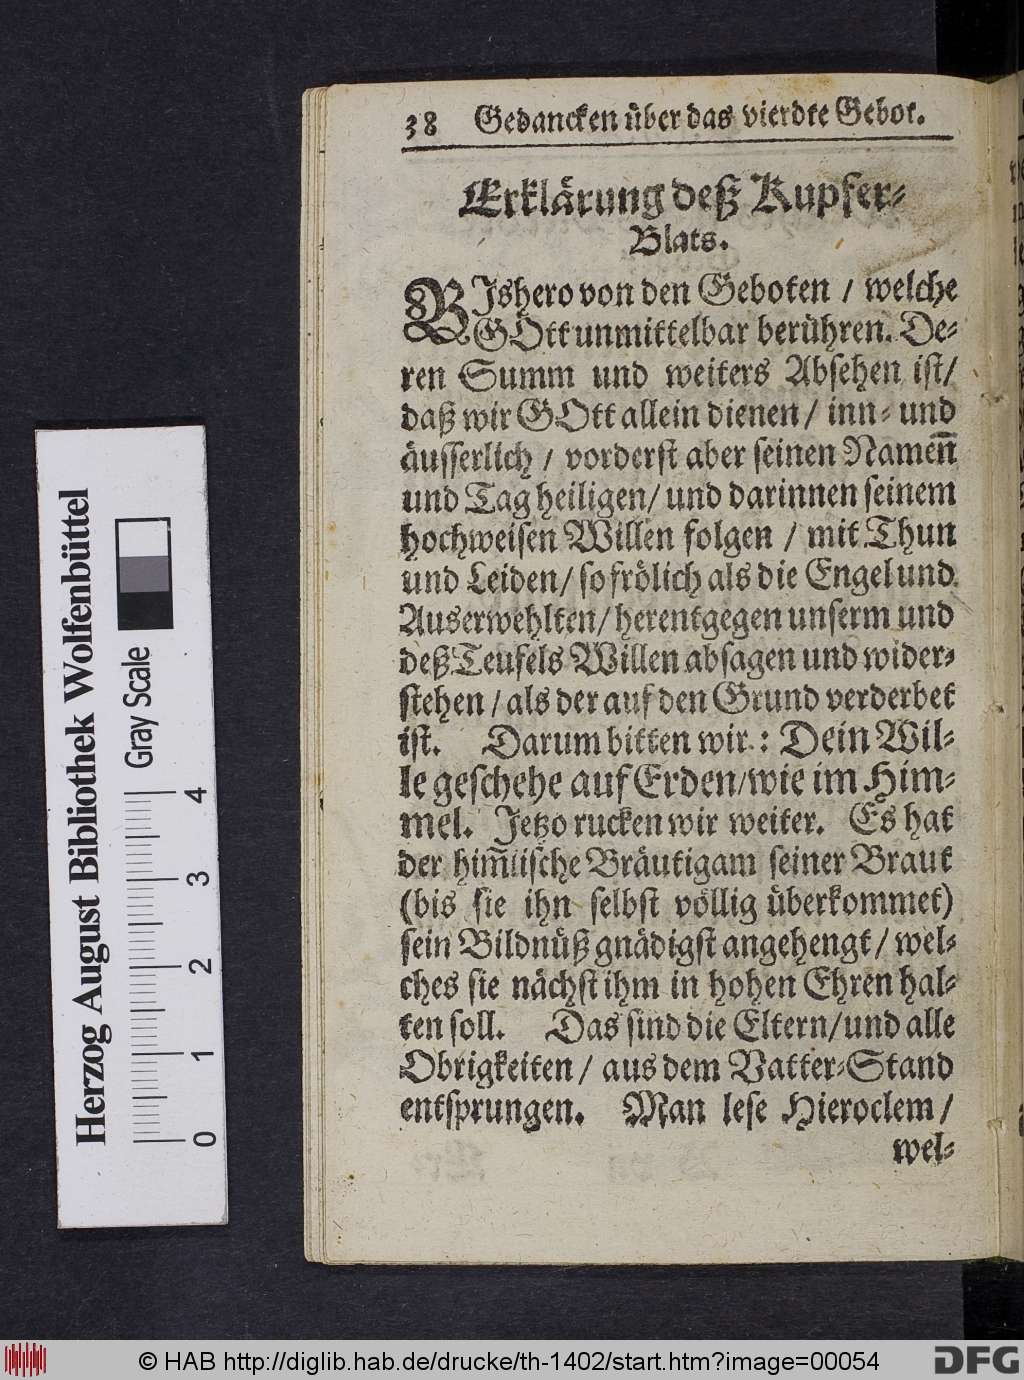 38 Gedancken über das vierdte Gebot.
Erklärung deß Kupfer-
Blats.
BIshero von den Geboten / welche
GOtt unmittelbar berühren. De-
ren Summ und weiters Absehen ist/
daß wir GOtt allein dienen / inn- und
äusserlich / vorderst aber seinen Namen̄
und Tag heiligen/ und darinnen seinem
hochweisen Willen folgen / mit Thun
und Leiden/ so frölich als die Engel und
Auserwehlten/ herentgegen unserm und
deß Teufels Willen absagen und wider-
stehen / als der auf den Grund verderbet
ist. Darum bitten wir : Dein Wil-
le geschehe auf Erden/wie im Him-
mel. Jetzo rucken wir weiter. Es hat
der him̄lische Bräutigam seiner Braut
(bis sie ihn selbst völlig überkommet)
sein Bildnüß gnädigst angehengt / wel-
ches sie nächst ihm in hohen Ehren hal-
ten soll. Das sind die Eltern/und alle
Obrigkeiten / aus dem Vatter-Stand
entsprungen. Man lese Hieroclem /
wel-
Herzog August Bibliothek Wolfenbüttel
Gray Scale
0 1 2 3 4
© HAB http://diglib.hab.de/drucke/th-1402/start.htm?image=00054
DFG